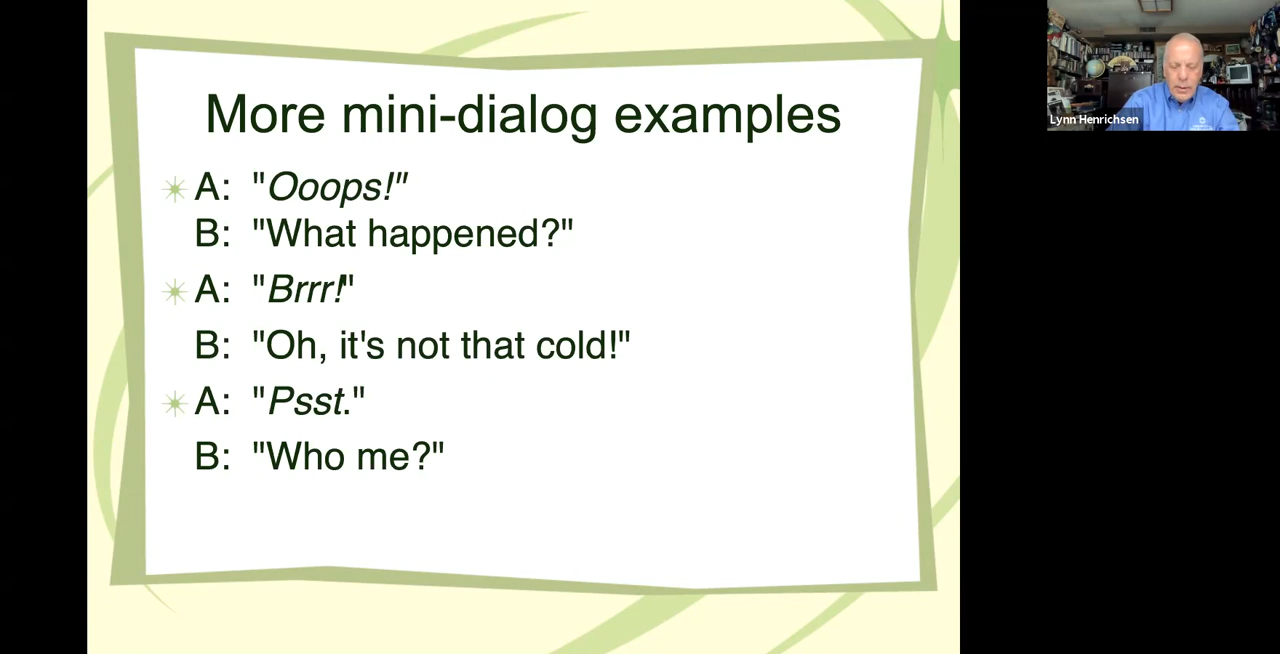 More mini-dialog examples
A: "Ooops!"
B: "What happened?"
A: "Brrr!"
B: "Oh, it's not that cold!"
A: "Psst."
B: "Who me?"
Lynn Henrichsen